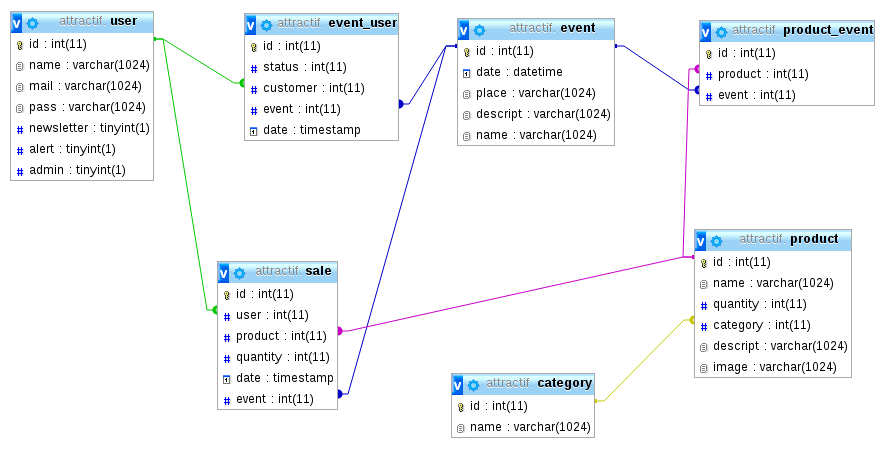 attractif. user
id : int(11)
name : varchar(1024)
mail : varchar(1024)
pass : varchar(1024)
newsletter : tinyint(1)
alert : tinyint(1)
admin : tinyint(1)
attractif. event_user
id : int(11)
status : int(11)
customer : int(11)
event : int(11)
date : timestamp
attractif. event
id : int(11)
date : datetime
place : varchar(1024)
descript : varchar(1024)
name : varchar(1024)
attractif. product_event
id : int(11)
product : int(11)
event : int(11)
attractif. sale
id : int(11)
user : int(11)
product : int(11)
quantity : int(11)
date : timestamp
event : int(11)
attractif. product
id : int(11)
name : varchar(1024)
quantity : int(11)
category : int(11)
descript : varchar(1024)
image : varchar(1024)
attractif. category
id : int(11)
name : varchar(1024)